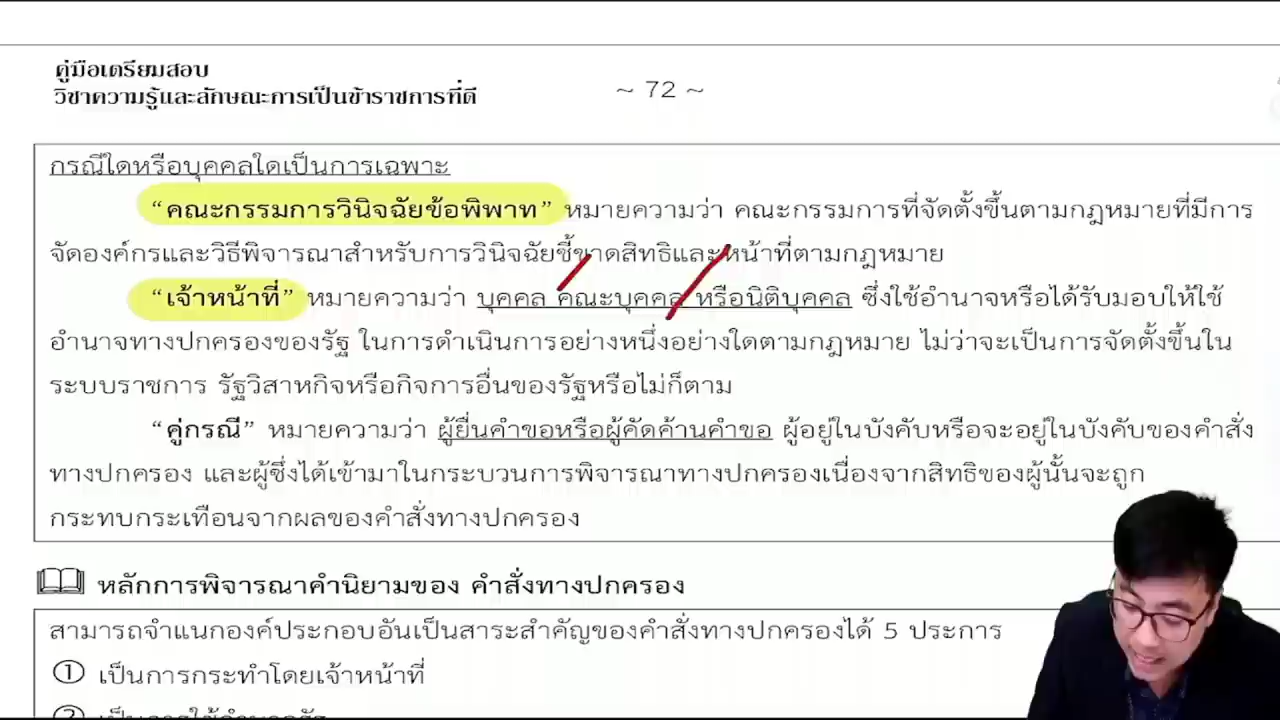 คู่มือเตรียมสอบ
วิชาความรู้และลักษณะการเป็นข้าราชการที่ดี
~ 72 ~
กรณีใดหรือบุคคลใดเป็นการเฉพาะ
“คณะกรรมการวินิจฉัยข้อพิพาท” หมายความว่า คณะกรรมการที่จัดตั้งขึ้นตามกฎหมายที่มีการ
จัดองค์กรและวิธีพิจารณาสำหรับการวินิจฉัยชี้ขาดสิทธิและหน้าที่ตามกฎหมาย
“เจ้าหน้าที่” หมายความว่า บุคคล คณะบุคคล หรือนิติบุคคล ซึ่งใช้อำนาจหรือได้รับมอบให้ใช้
อำนาจทางปกครองของรัฐ ในการดำเนินการอย่างหนึ่งอย่างใดตามกฎหมาย ไม่ว่าจะเป็นการจัดตั้งขึ้นใน
ระบบราชการ รัฐวิสาหกิจหรือกิจการอื่นของรัฐหรือไม่ก็ตาม
“คู่กรณี” หมายความว่า ผู้ยื่นคำขอหรือผู้คัดค้านคำขอ ผู้อยู่ในบังคับหรือจะอยู่ในบังคับของคำสั่ง
ทางปกครอง และผู้ซึ่งได้เข้ามาในกระบวนการพิจารณาทางปกครองเนื่องจากสิทธิของผู้นั้นจะถูก
กระทบกระเทือนจากผลของคำสั่งทางปกครอง
หลักการพิจารณาคำนิยามของ คำสั่งทางปกครอง
สามารถจำแนกองค์ประกอบอันเป็นสาระสำคัญของคำสั่งทางปกครองได้ 5 ประการ
① เป็นการกระทำโดยเจ้าหน้าที่